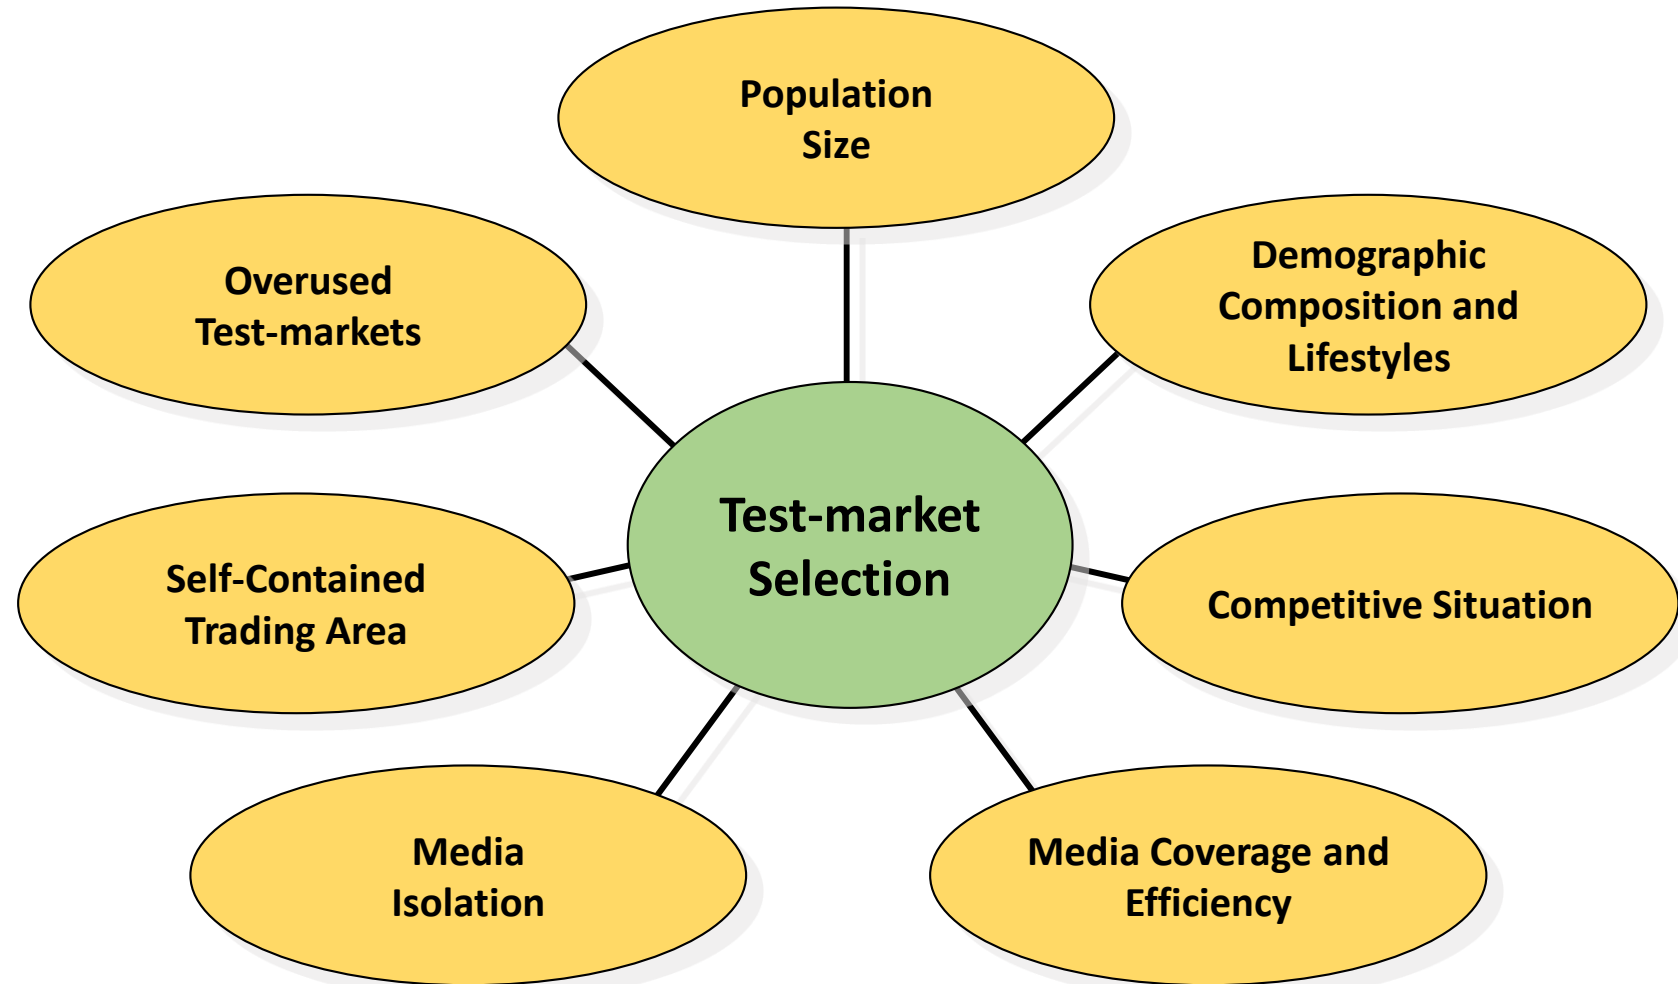 Population
Size
Demographic
Composition and
Lifestyles
Overused
Test-markets
Test-market
Selection
Self-Contained
Trading Area
Competitive Situation
Media
Isolation
Media Coverage and
Efficiency